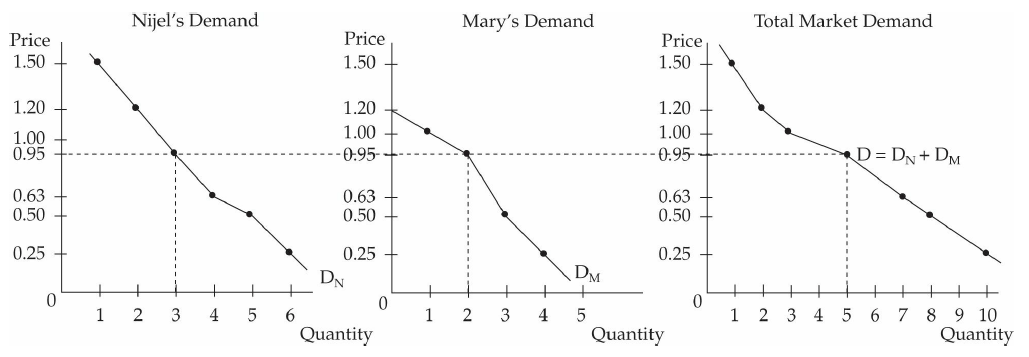 Nijel's Demand
Price
1.50
1.20
1.00
0.95
0.63
0.50
0.25
0
1 2 3 4 5 6
Quantity
D_N
Mary's Demand
Price
1.50
1.20
1.00
0.95
0.63
0.50
0.25
0
1 2 3 4 5
Quantity
D_M
Total Market Demand
Price
1.50
1.20
1.00
0.95
0.63
0.50
0.25
0
1 2 3 4 5 6 7 8 9 10
Quantity
D = D_N + D_M